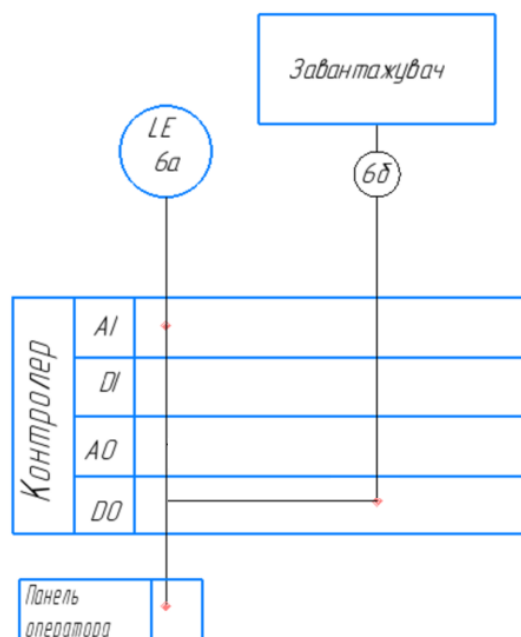 Завантажувач
LE
6а
6б
Контролер
AI
DI
AO
DO
Панель
оператора